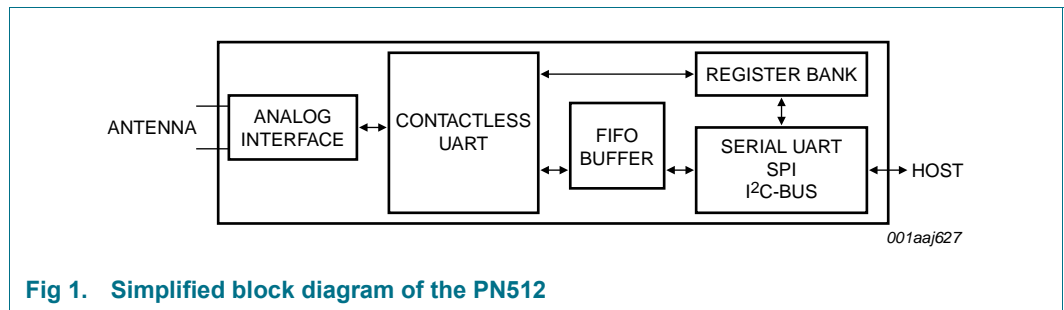 ANTENNA
ANALOG
INTERFACE
CONTACTLESS
UART
FIFO
BUFFER
REGISTER BANK
SERIAL UART
SPI
I²C-BUS
HOST
001aaj627
Fig 1. Simplified block diagram of the PN512